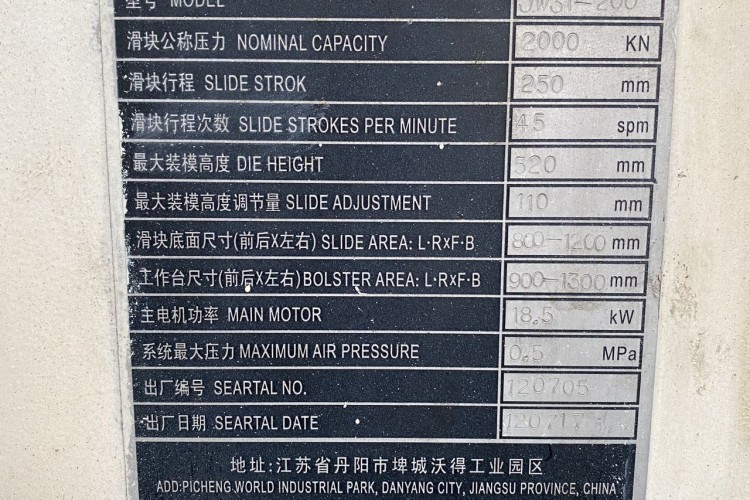 型号 MODEL JW31-200
滑块公称压力 NOMINAL CAPACITY 2000 KN
滑块行程 SLIDE STROK 250 mm
滑块行程次数 SLIDE STROKES PER MINUTE 45 spm
最大装模高度 DIE HEIGHT 520 mm
最大装模高度调节量 SLIDE ADJUSTMENT 110 mm
滑块底面尺寸(前后X左右) SLIDE AREA: L·R×F·B 800-1200 mm
工作台尺寸(前后X左右) BOLSTER AREA: L·R×F·B 900-1300 mm
主电机功率 MAIN MOTOR 18.5 kW
系统最大压力 MAXIMUM AIR PRESSURE 0.5 MPa
出厂编号 SEARTAL NO. 120705
出厂日期 SEARTAL DATE
地址:江苏省丹阳市埤城沃得工业园区
ADD:PICHENG WORLD INDUSTRIAL PARK, DANYANG CITY, JIANGSU PROVINCE, CHINA